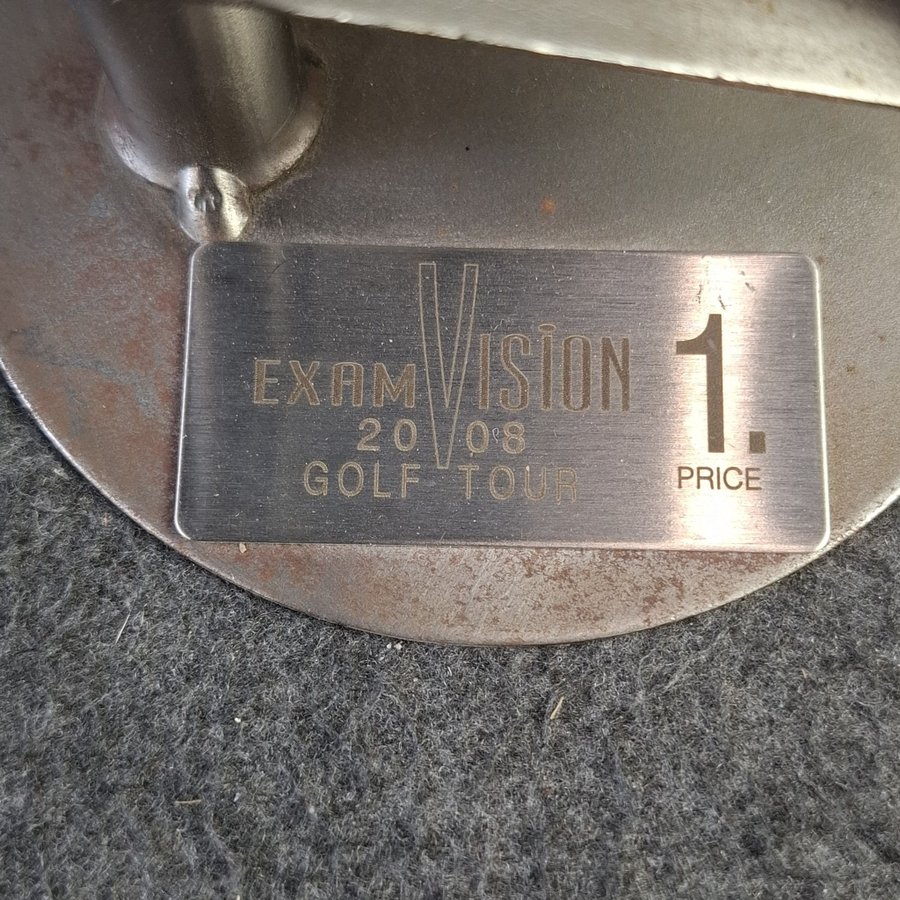 EXAMVISION
2008
GOLF TOUR
1.
PRICE